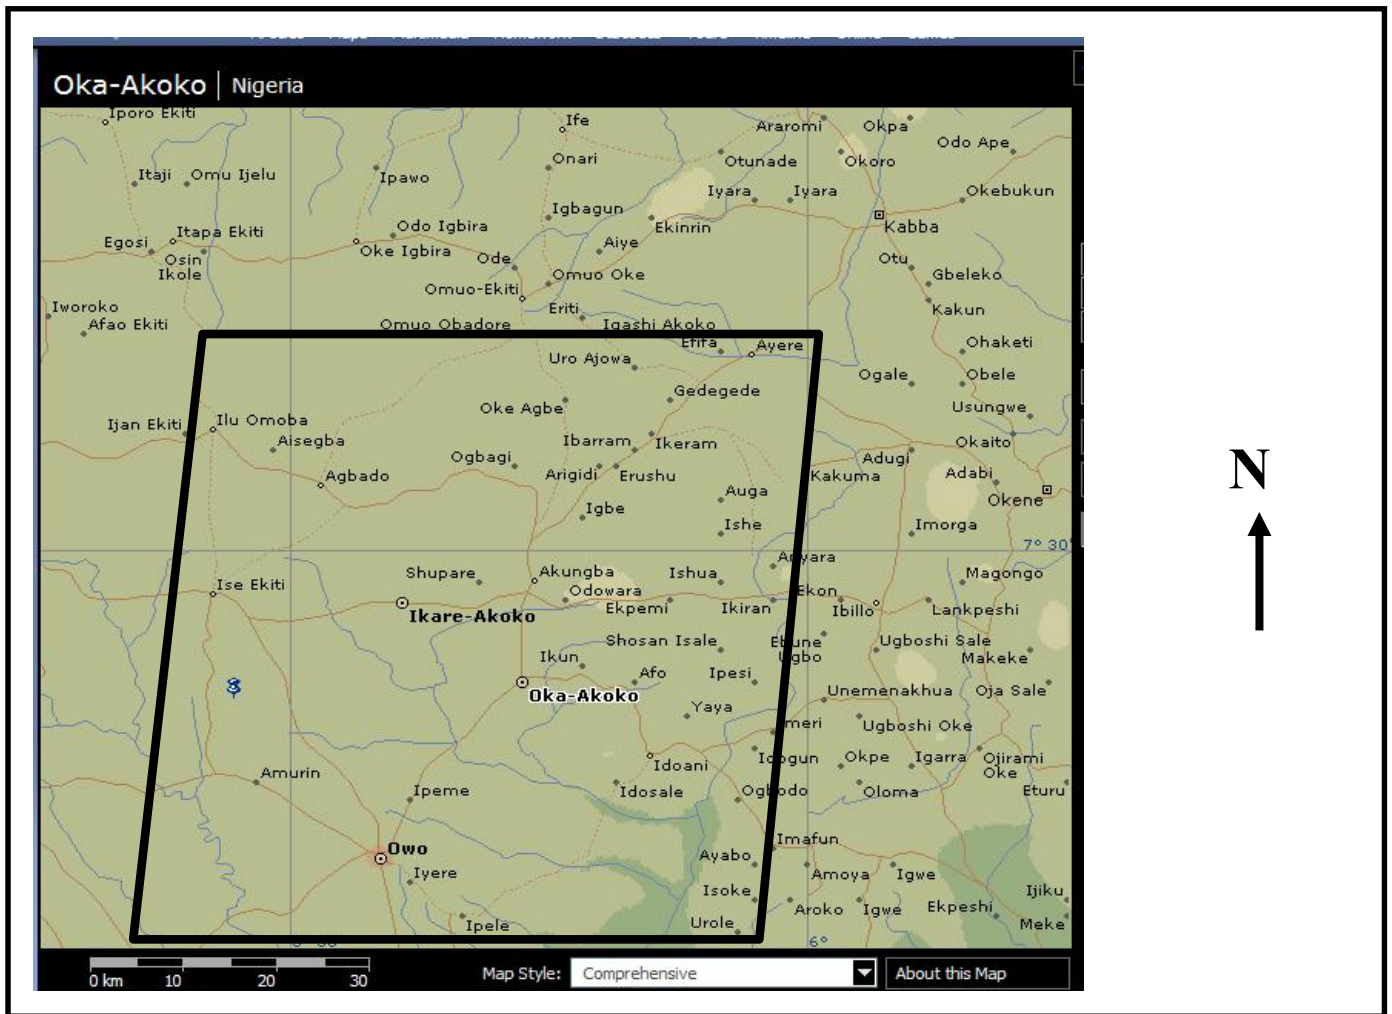 Oka-Akoko | Nigeria
Iporo Ekiti
Ife
Araromi
Okpa
Odo Ape
Itaji
Omu Ijelu
Ipawo
Onari
Otunade
Okoro
Iyara
Iyara
Okebukun
Igbagun
Ekinrin
Kabba
Egosi
Itapa Ekiti
Odo Igbira
Osin
Ikole
Oke Igbira
Ode
Aiye
Otu
Omuo Oke
Gbeleko
Omuo-Ekiti
Iworoko
Eriti
Kakun
Afao Ekiti
Omuo Obadore
Igashi Akoko
Efifa
Ayere
Ohaketi
Uro Ajowa
Ogale
Obele
Gedegede
Oke Agbe
Usungwe
Ijan Ekiti
Ilu Omoba
Aisegba
Ibarram
Ikeram
Okaito
Ogbagi
Adugi
Agbado
Arigidi
Erushu
Kakuma
Adabi
Auga
Okene
N
Igbe
Ishe
Imorga
7° 30
Anyara
Shupare
Akungba
Ishua
Magongo
Ise Ekiti
Odowara
Ekon
Ikare-Akoko
Ekpemi
Ikiran
Ibillo
Lankpeshi
Shosan Isale
Ebune
Ugbo
Ugboshi Sale
Ikun
Makeke
Afo
Ipesi
Oka-Akoko
Unemenakhua
Oja Sale
Yaya
meri
Ugboshi Oke
Idoani
Idogun
Okpe
Igarra
Ojirami
Oke
Amurin
Ipeme
Idosale
Ogbodo
Oloma
Eturu
Owo
Imafun
Ayabo
Iyere
Amoya
Igwe
Isoke
Ijiku
Ipele
Urole
Aroko
Igwe
Ekpeshi
Meke
6°
0 km 10 20 30
Map Style: Comprehensive
About this Map